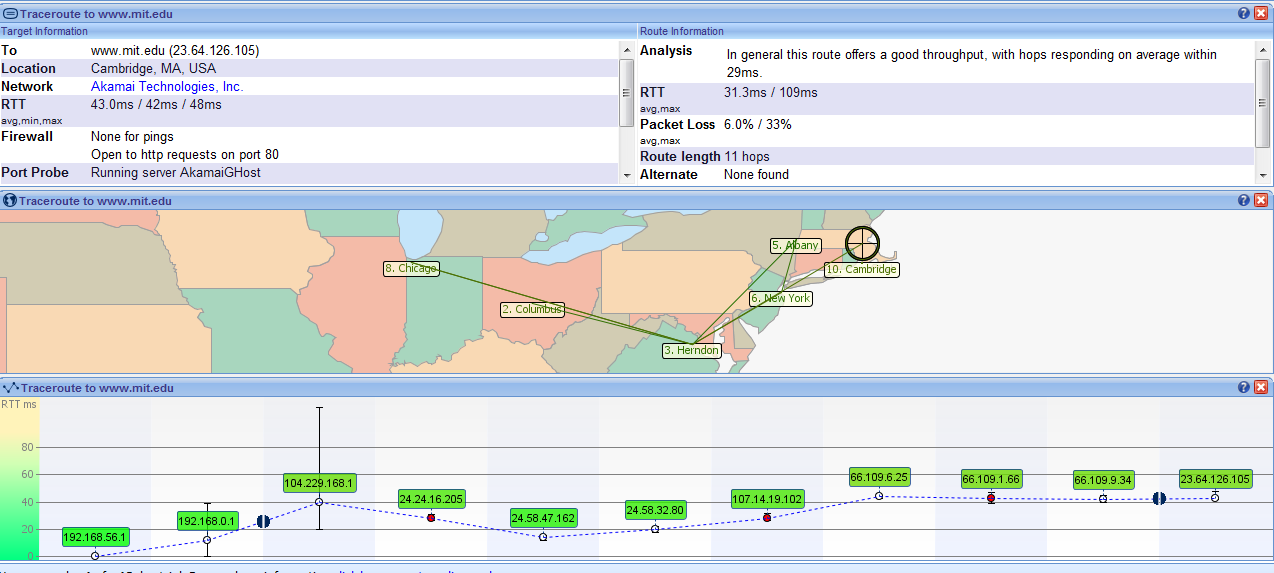 Traceroute to www.mit.edu
Target Information
To www.mit.edu (23.64.126.105)
Location Cambridge, MA, USA
Network Akamai Technologies, Inc.
RTT 43.0ms / 42ms / 48ms
avg,min,max
Firewall None for pings
Open to http requests on port 80
Port Probe Running server AkamaiGHost
Route Information
Analysis In general this route offers a good throughput, with hops responding on average within
29ms.
RTT 31.3ms / 109ms
avg,max
Packet Loss 6.0% / 33%
avg,max
Route length 11 hops
Alternate None found
Traceroute to www.mit.edu
5. Albany
10. Cambridge
8. Chicago
6. New York
2. Columbus
3. Herndon
Traceroute to www.mit.edu
RTT ms
80
60
40
20
0
192.168.56.1
192.168.0.1
104.229.168.1
24.24.16.205
24.58.47.162
24.58.32.80
107.14.19.102
66.109.6.25
66.109.1.66
66.109.9.34
23.64.126.105